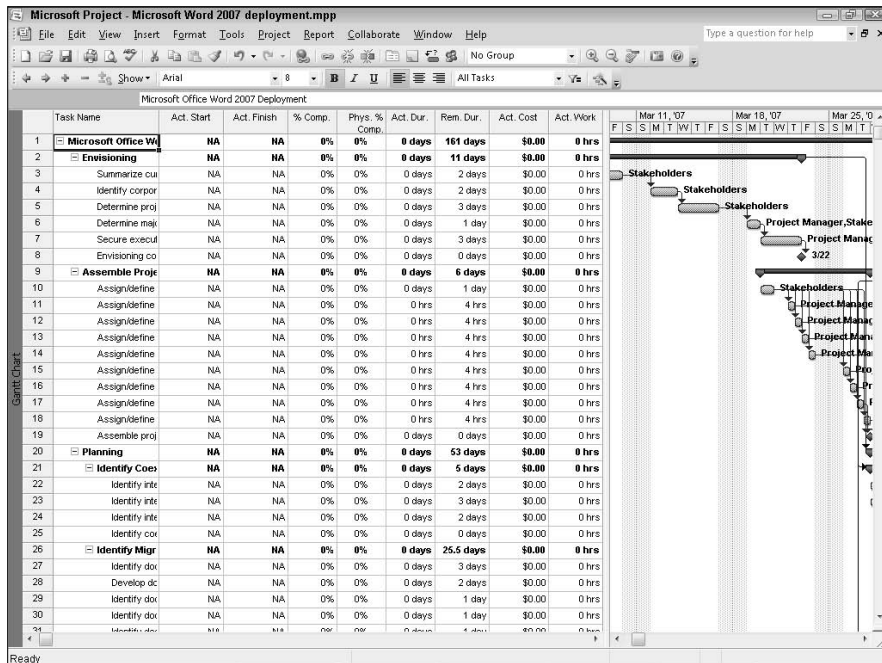 Microsoft Project - Microsoft Word 2007 deployment.mpp
File Edit View Insert Format Tools Project Report Collaborate Window Help Type a question for help
No Group
Show Arial 8 B I U All Tasks
Microsoft Office Word 2007 Deployment
Task Name Act. Start Act. Finish % Comp. Phys. % Comp. Act. Dur. Rem. Dur. Act. Cost Act. Work Mar 11, '07 Mar 18, '07 Mar 25, '0
F S S M T W T F S S M T W T F S S M T
1 Microsoft Office We NA NA 0% 0% 0 days 161 days $0.00 0 hrs
2 Envisioning NA NA 0% 0% 0 days 11 days $0.00 0 hrs
3 Summarize cur NA NA 0% 0% 0 days 2 days $0.00 0 hrs Stakeholders
4 Identify corpor NA NA 0% 0% 0 days 2 days $0.00 0 hrs Stakeholders
5 Determine proj NA NA 0% 0% 0 days 3 days $0.00 0 hrs Stakeholders
6 Determine majo NA NA 0% 0% 0 days 1 day $0.00 0 hrs Project Manager,Stake
7 Secure execut NA NA 0% 0% 0 days 3 days $0.00 0 hrs Project Manag
8 Envisioning co NA NA 0% 0% 0 days 0 days $0.00 0 hrs 3/22
9 Assemble Proje NA NA 0% 0% 0 days 6 days $0.00 0 hrs
10 Assign/define NA NA 0% 0% 0 days 1 day $0.00 0 hrs Stakeholders
11 Assign/define NA NA 0% 0% 0 hrs 4 hrs $0.00 0 hrs Project Manage
12 Assign/define NA NA 0% 0% 0 hrs 4 hrs $0.00 0 hrs Project Manag
13 Assign/define NA NA 0% 0% 0 hrs 4 hrs $0.00 0 hrs Project Mana
14 Assign/define NA NA 0% 0% 0 hrs 4 hrs $0.00 0 hrs Project Ma
15 Assign/define NA NA 0% 0% 0 hrs 4 hrs $0.00 0 hrs Pro
16 Assign/define NA NA 0% 0% 0 hrs 4 hrs $0.00 0 hrs Pr
17 Assign/define NA NA 0% 0% 0 hrs 4 hrs $0.00 0 hrs
18 Assign/define NA NA 0% 0% 0 hrs 4 hrs $0.00 0 hrs
19 Assemble proj NA NA 0% 0% 0 days 0 days $0.00 0 hrs
20 Planning NA NA 0% 0% 0 days 53 days $0.00 0 hrs
21 Identify Coex NA NA 0% 0% 0 days 5 days $0.00 0 hrs
22 Identify inte NA NA 0% 0% 0 days 2 days $0.00 0 hrs
23 Identify inte NA NA 0% 0% 0 days 3 days $0.00 0 hrs
24 Identify inte NA NA 0% 0% 0 days 2 days $0.00 0 hrs
25 Identify coe NA NA 0% 0% 0 days 0 days $0.00 0 hrs
26 Identify Migr NA NA 0% 0% 0 days 25.5 days $0.00 0 hrs
27 Identify doc NA NA 0% 0% 0 days 3 days $0.00 0 hrs
28 Develop dc NA NA 0% 0% 0 days 2 days $0.00 0 hrs
29 Identify doc NA NA 0% 0% 0 days 1 day $0.00 0 hrs
30 Identify doc NA NA 0% 0% 0 days 1 day $0.00 0 hrs
Gantt Chart
Ready